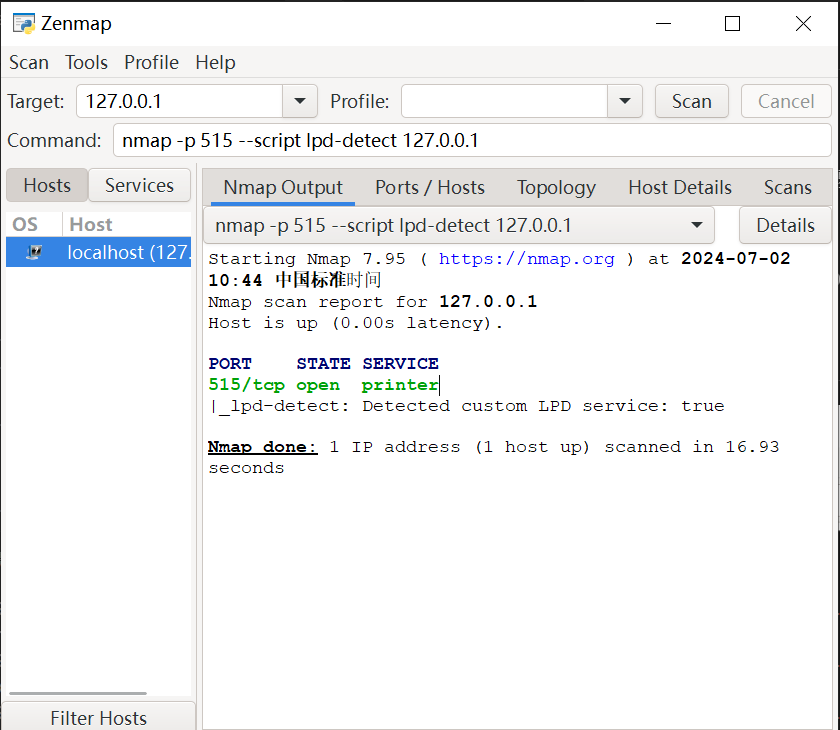 Zenmap
Scan Tools Profile Help
Target: 127.0.0.1 Profile: Scan Cancel
Command: nmap -p 515 --script lpd-detect 127.0.0.1
Hosts Services
Nmap Output Ports / Hosts Topology Host Details Scans
OS Host
nmap -p 515 --script lpd-detect 127.0.0.1 Details
localhost (127.
Starting Nmap 7.95 ( https://nmap.org ) at 2024-07-02
10:44 中国标准时间
Nmap scan report for 127.0.0.1
Host is up (0.00s latency).
PORT STATE SERVICE
515/tcp open printer
|_lpd-detect: Detected custom LPD service: true
Nmap done: 1 IP address (1 host up) scanned in 16.93
seconds
Filter Hosts